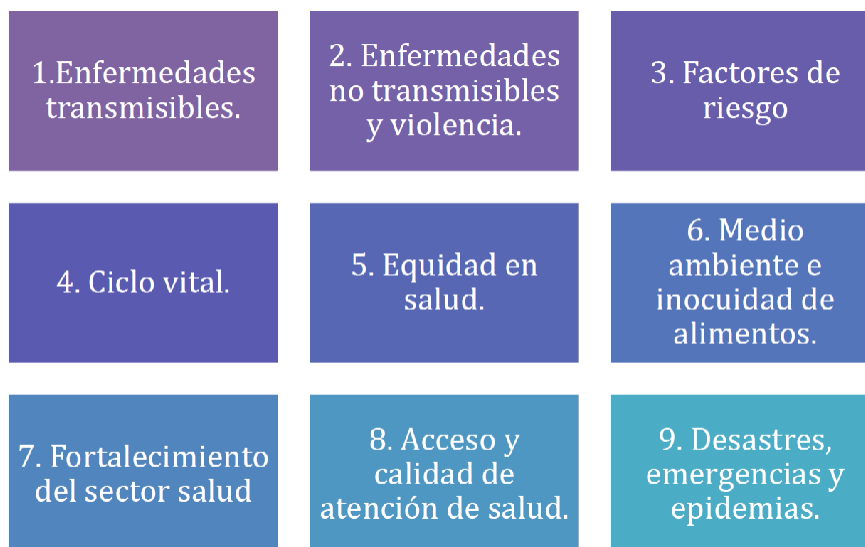 1.Enfermedades
transmisibles.
2. Enfermedades
no transmisibles
y violencia.
3. Factores de
riesgo
4. Ciclo vital.
5. Equidad en
salud.
6. Medio
ambiente e
inocuidad de
alimentos.
7. Fortalecimiento
del sector salud
8. Acceso y
calidad de
atención de salud.
9. Desastres,
emergencias y
epidemias.